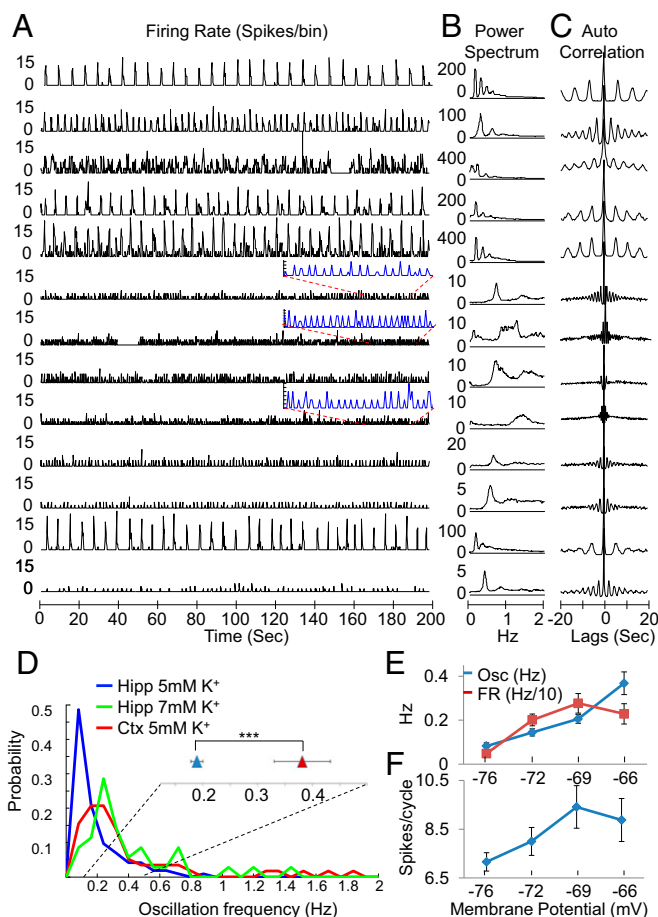 A
Firing Rate (Spikes/bin)
B
Power
Spectrum
C
Auto
Correlation
15
0
15
0
15
0
15
0
15
0
15
0
15
0
15
0
15
0
15
0
15
0
15
0
15
0
0 20 40 60 80 100 120 140 160 180 200
Time (Sec)
200
0
100
0
400
0
200
0
400
0
10
0
10
0
10
0
10
0
20
0
5
0
100
0
5
0
0 1 2
Hz
-20 0 20
Lags (Sec)
D
Hipp 5mM K⁺
Hipp 7mM K⁺
Ctx 5mM K⁺
***
0.2 0.3 0.4
Probability
0.5
0.4
0.3
0.2
0.1
0.2 0.4 0.6 0.8 1 1.2 1.4 1.6 1.8 2
Oscillation frequency (Hz)
E
Osc (Hz)
FR (Hz/10)
Hz
0.4
0.2
0
-76 -72 -69 -66
F
Spikes/cycle
10.5
8.5
6.5
-76 -72 -69 -66
Membrane Potential (mV)